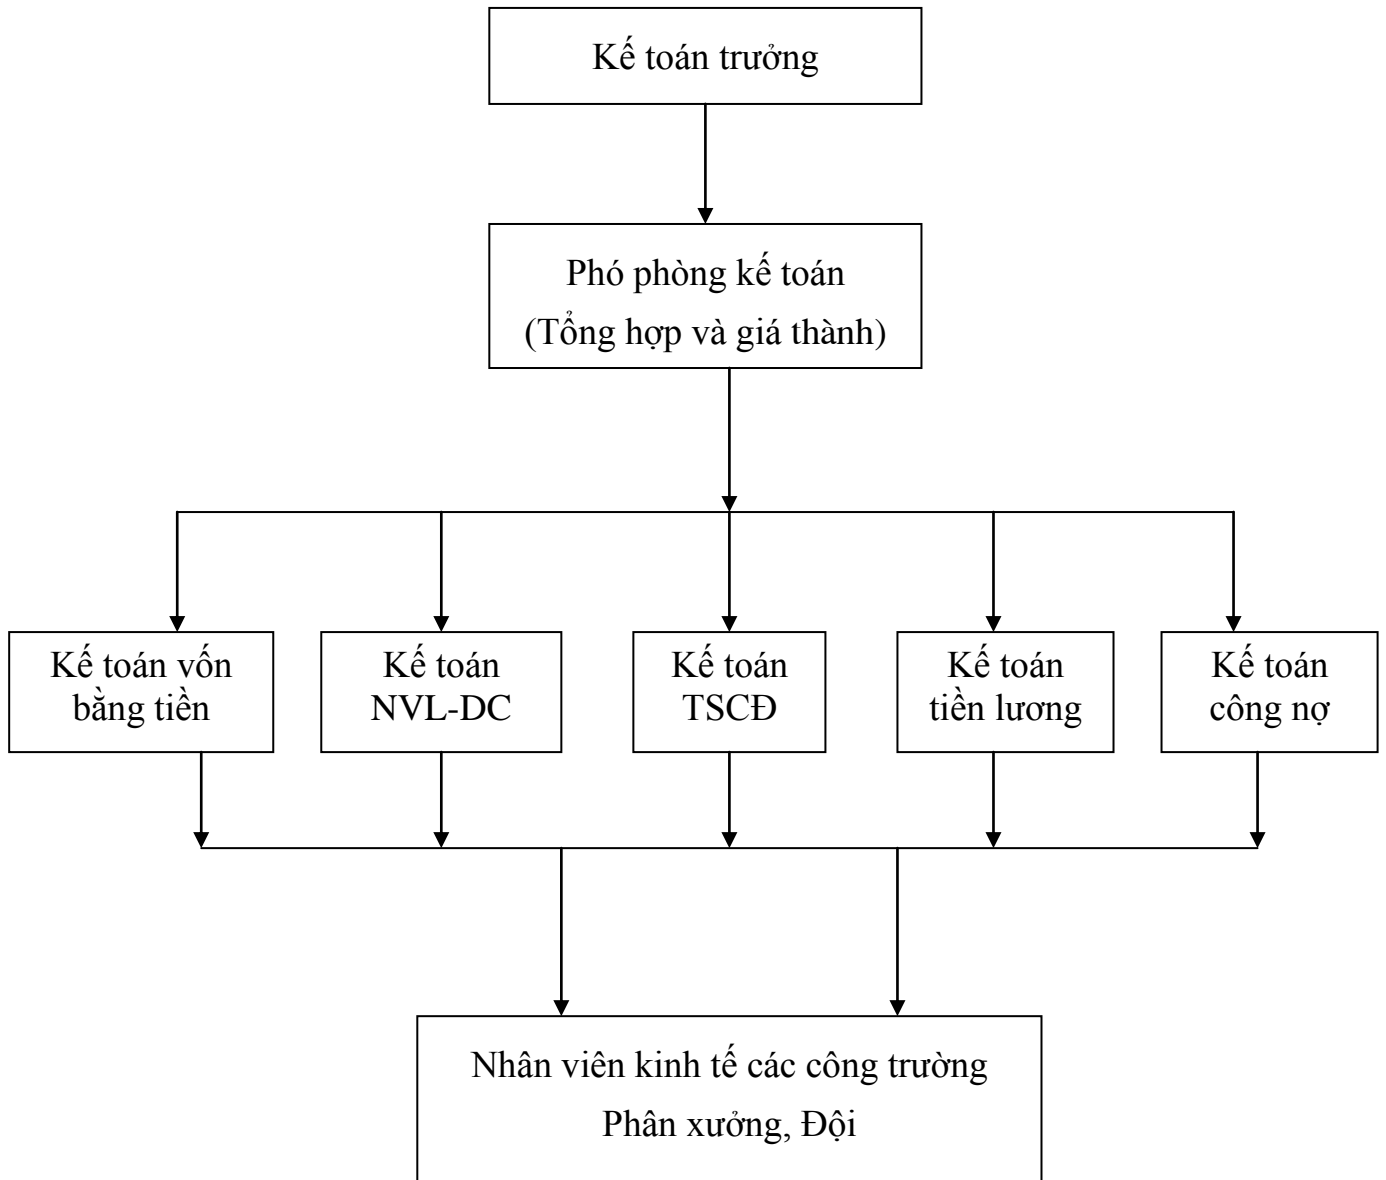 Kế toán trưởng
Phó phòng kế toán
(Tổng hợp và giá thành)
Kế toán vốn
bằng tiền
Kế toán
NVL-DC
Kế toán
TSCĐ
Kế toán
tiền lương
Kế toán
công nợ
Nhân viên kinh tế các công trường
Phân xưởng, Đội